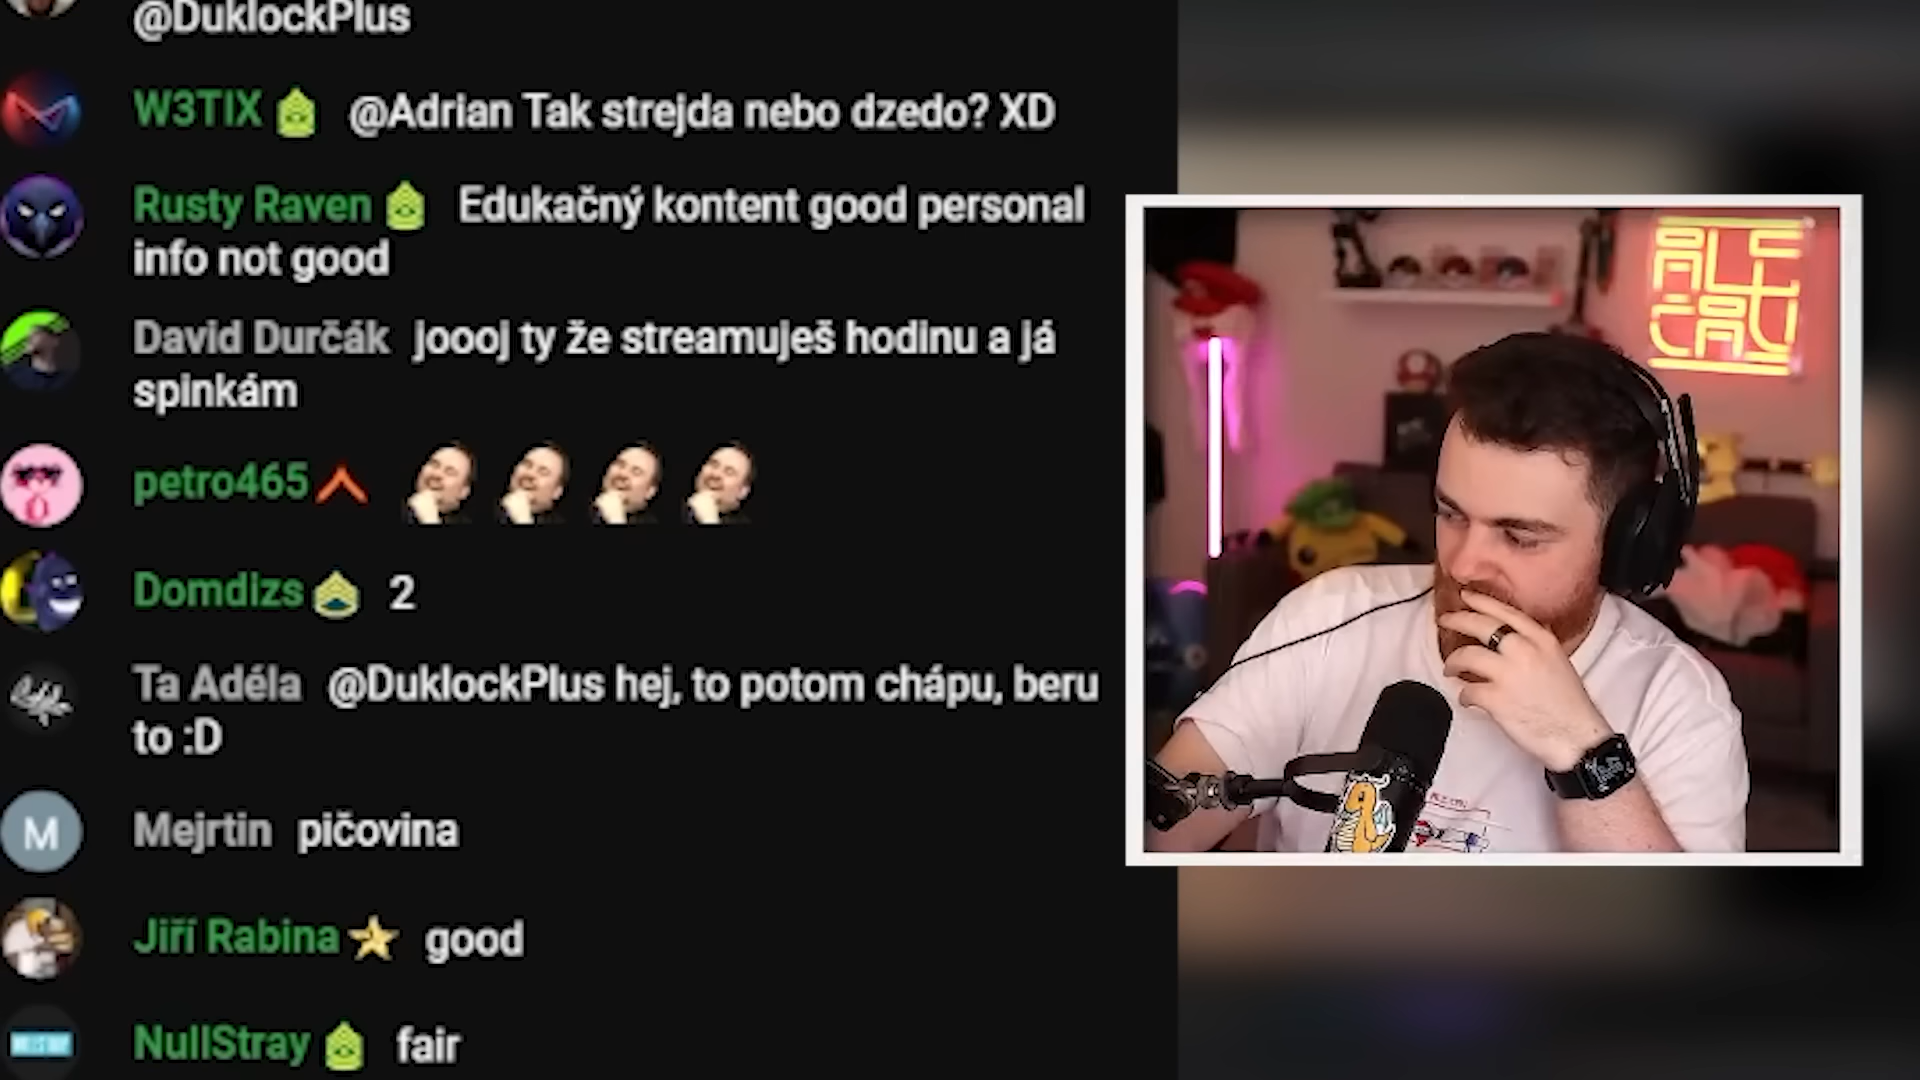 @DuklockPlus
W3TIX @Adrian Tak strejda nebo dzedo? XD
Rusty Raven Edukačný kontent good personal
info not good
David Durčák joooj ty že streamuješ hodinu a já
spinkám
petro465
Domdizs 2
Ta Adéla @DuklockPlus hej, to potom chápu, beru
to :D
M
Mejrtin pičovina
Jiří Rabina good
NullStray fair
ALE
ČAU